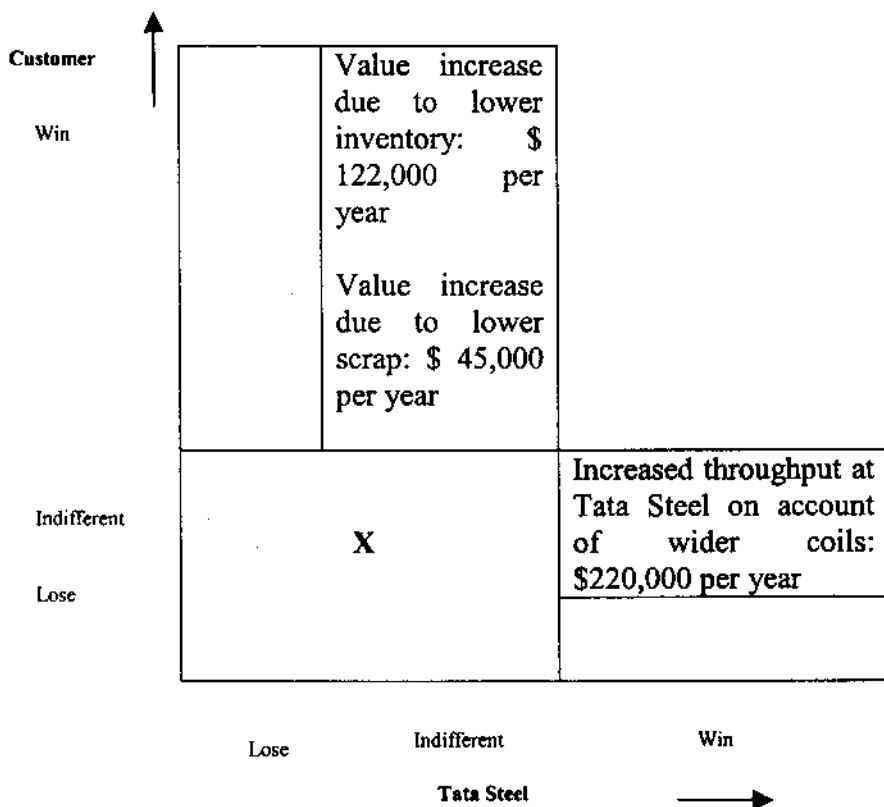 Customer
Win
Value increase
due to lower
inventory: $
122,000 per
year
Value increase
due to lower
scrap: $ 45,000
per year
Indifferent
Lose
X
Increased throughput at
Tata Steel on account
of wider coils:
$220,000 per year
Lose
Indifferent
Win
Tata Steel